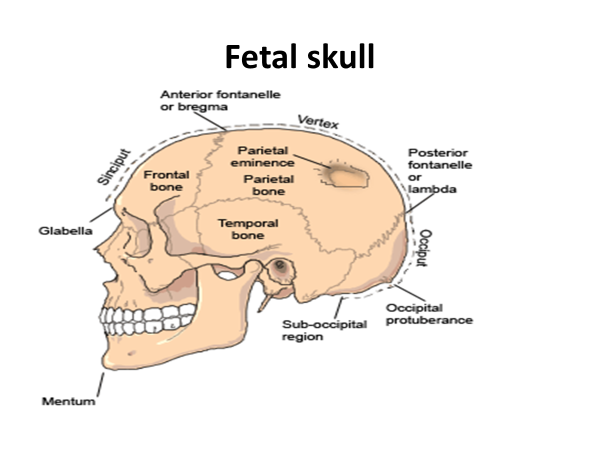 Fetal skull
Anterior fontanelle
or bregma
Vertex
Sinciput
Parietal
eminence
Posterior
fontanelle
or
lambda
Frontal
bone
Parietal
bone
Temporal
bone
Glabella
Occiput
Occipital
protuberance
Sub-occipital
region
Mentum